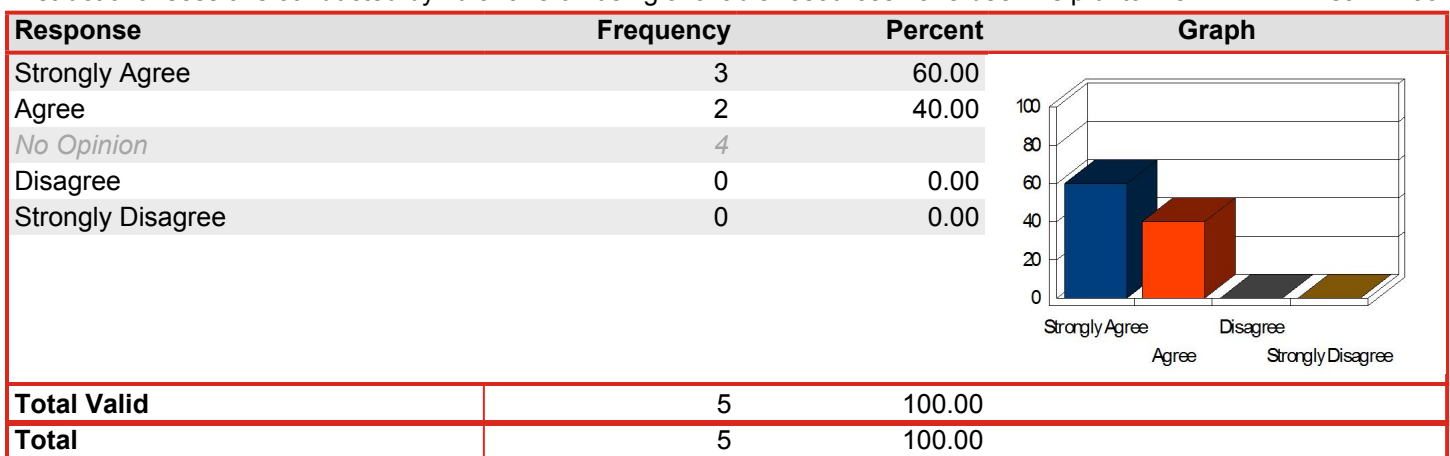 Response Frequency Percent Graph
Strongly Agree 3 60.00
Agree 2 40.00
No Opinion 4
Disagree 0 0.00
Strongly Disagree 0 0.00
100
80
60
40
20
0
Strongly Agree Disagree
Agree Strongly Disagree
Total Valid 5 100.00
Total 5 100.00